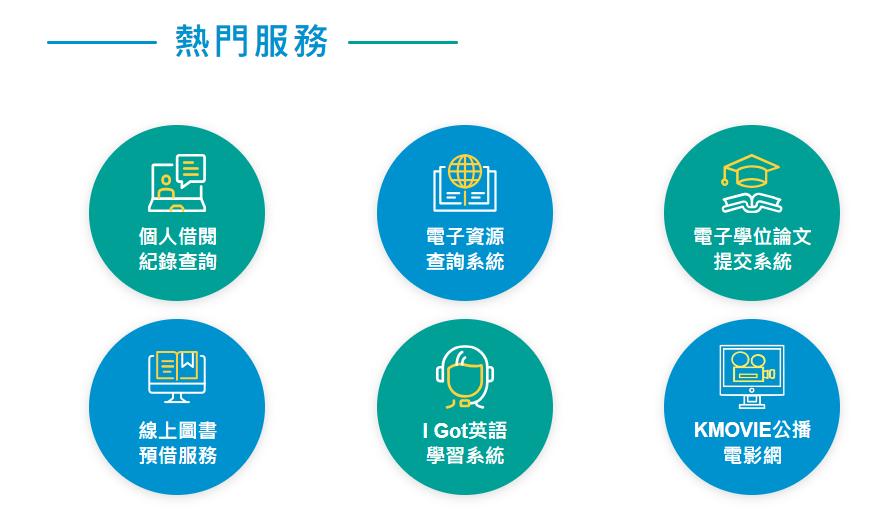 熱門服務
個人借閱
紀錄查詢
電子資源
查詢系統
電子學位論文
提交系統
線上圖書
預借服務
I Got英語
學習系統
KMOVIE公播
電影網